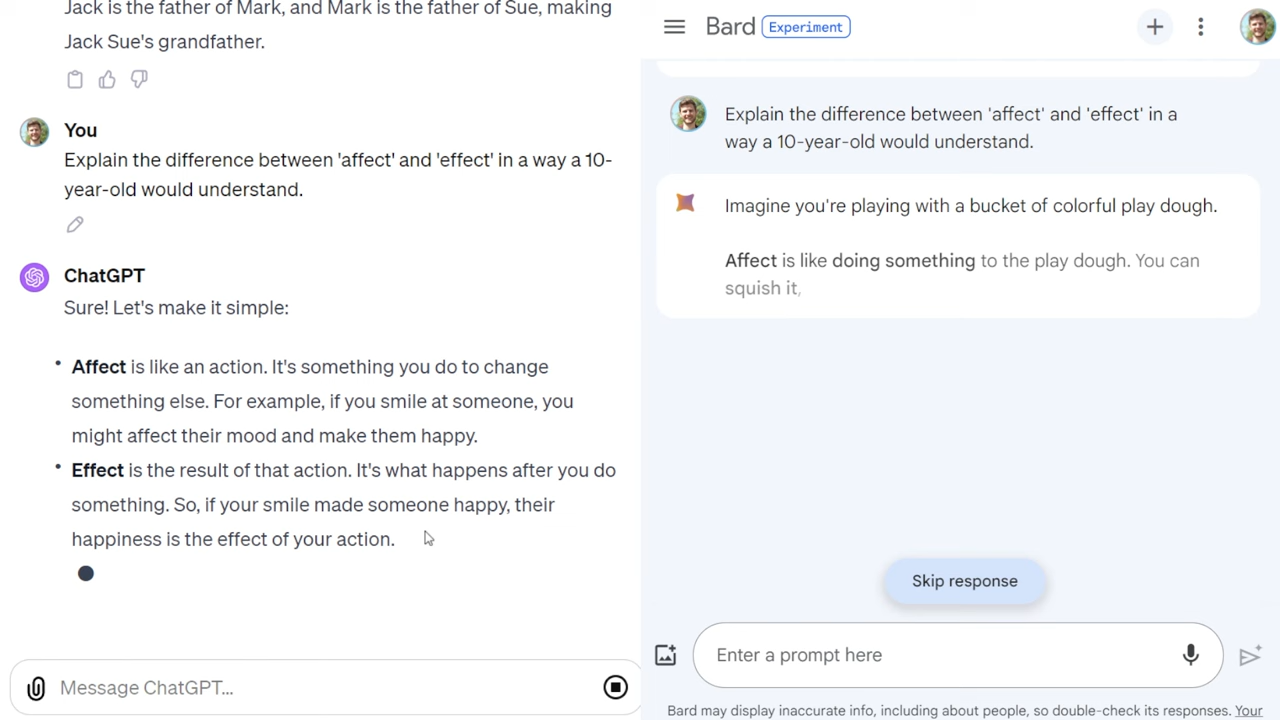 Jack is the father of Mark, and Mark is the father of Sue, making
Jack Sue's grandfather.
You
Explain the difference between 'affect' and 'effect' in a way a 10-
year-old would understand.
ChatGPT
Sure! Let's make it simple:
• Affect is like an action. It's something you do to change
something else. For example, if you smile at someone, you
might affect their mood and make them happy.
• Effect is the result of that action. It's what happens after you do
something. So, if your smile made someone happy, their
happiness is the effect of your action.
Message ChatGPT...
Bard Experiment
Explain the difference between 'affect' and 'effect' in a
way a 10-year-old would understand.
Imagine you're playing with a bucket of colorful play dough.
Affect is like doing something to the play dough. You can
squish it,
Skip response
Enter a prompt here
Bard may display inaccurate info, including about people, so double-check its responses. Your